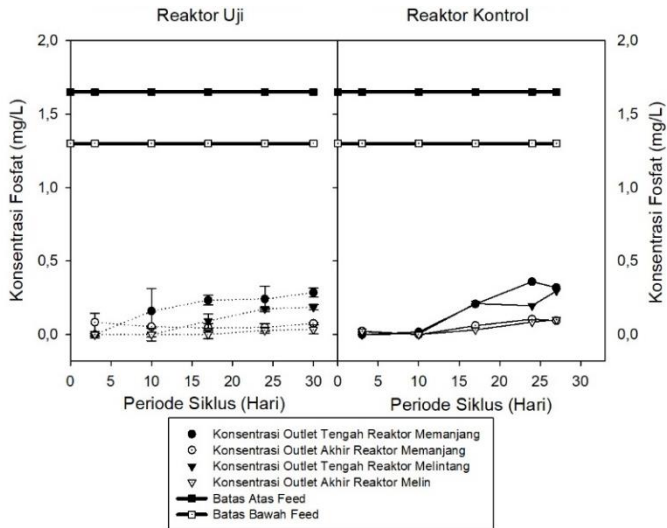 Reaktor Uji
Reaktor Kontrol
2,0
1,5
1,0
0,5
0,0
Konsentrasi Fosfat (mg/L)
2,0
1,5
1,0
0,5
0,0
Konsentrasi Fosfat (mg/L)
0 5 10 15 20 25 30
0 5 10 15 20 25 30
Periode Siklus (Hari)
Periode Siklus (Hari)
Konsentrasi Outlet Tengah Reaktor Memanjang
Konsentrasi Outlet Akhir Reaktor Memanjang
Konsentrasi Outlet Tengah Reaktor Melintang
Konsentrasi Outlet Akhir Reaktor Melin
Batas Atas Feed
Batas Bawah Feed